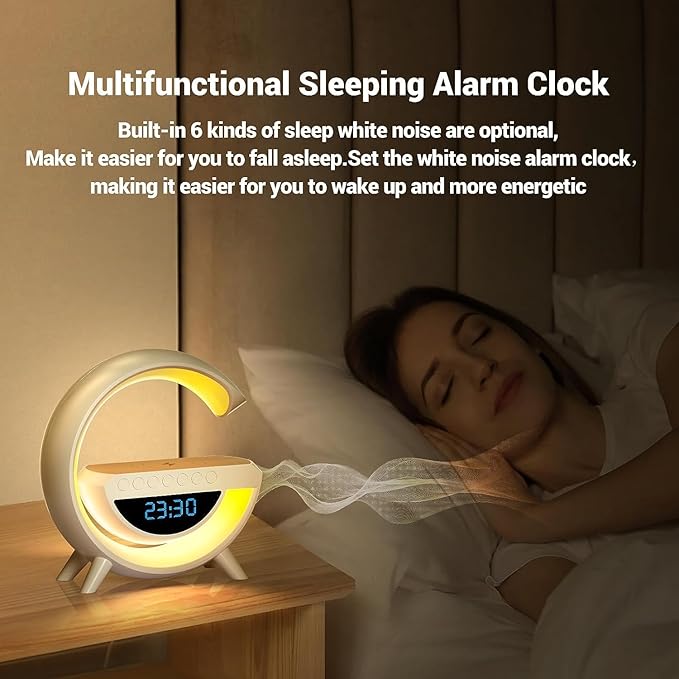 Multifunctional Sleeping Alarm Clock
Built-in 6 kinds of sleep white noise are optional,
Make it easier for you to fall asleep.Set the white noise alarm clock，
making it easier for you to wake up and more energetic
23:30